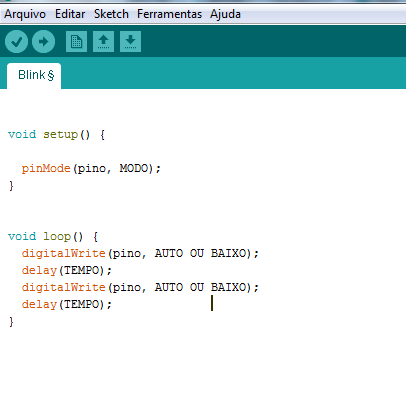 Arquivo Editar Sketch Ferramentas Ajuda
Blink §
void setup() {
pinMode(pino, MODO);
}
void loop() {
digitalWrite(pino, AUTO OU BAIXO);
delay(TEMPO);
digitalWrite(pino, AUTO OU BAIXO);
delay(TEMPO);
}